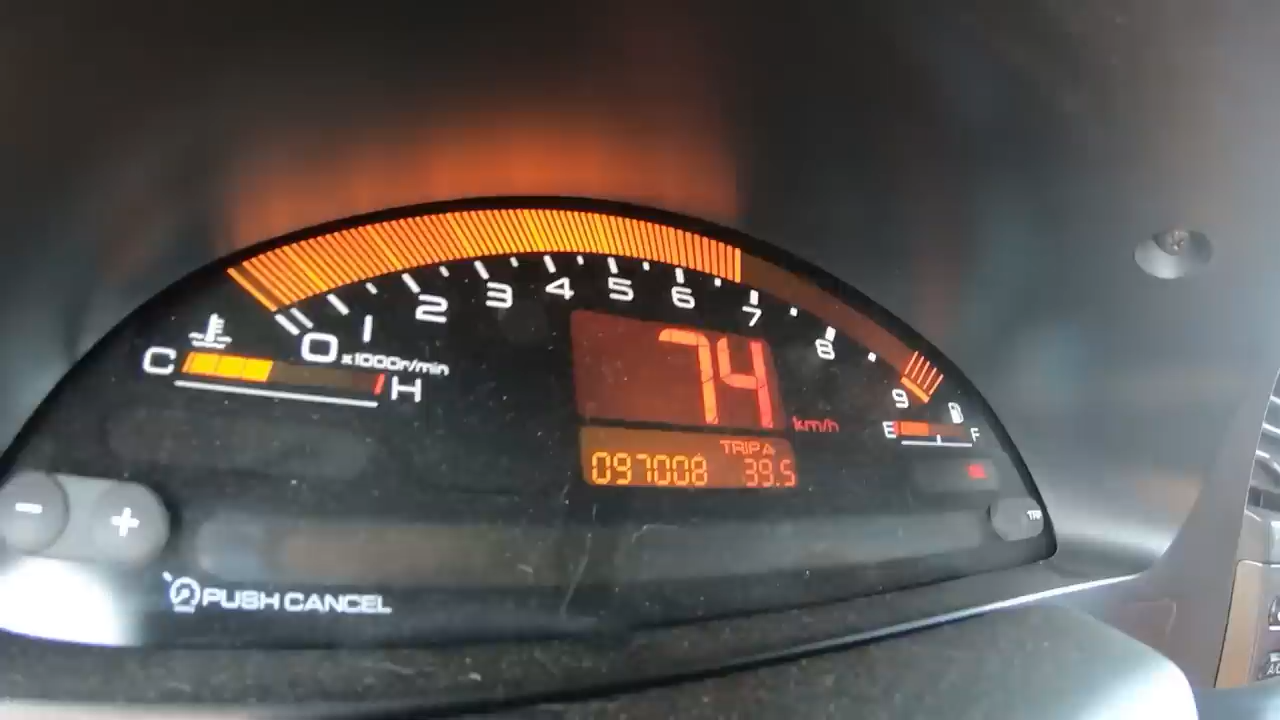 0 1 2 3 4 5 6 7 8 9
x1000r/min
C H
74 km/h
E F
TRIP A
097008 39.5
- +
TRIP
PUSH CANCEL